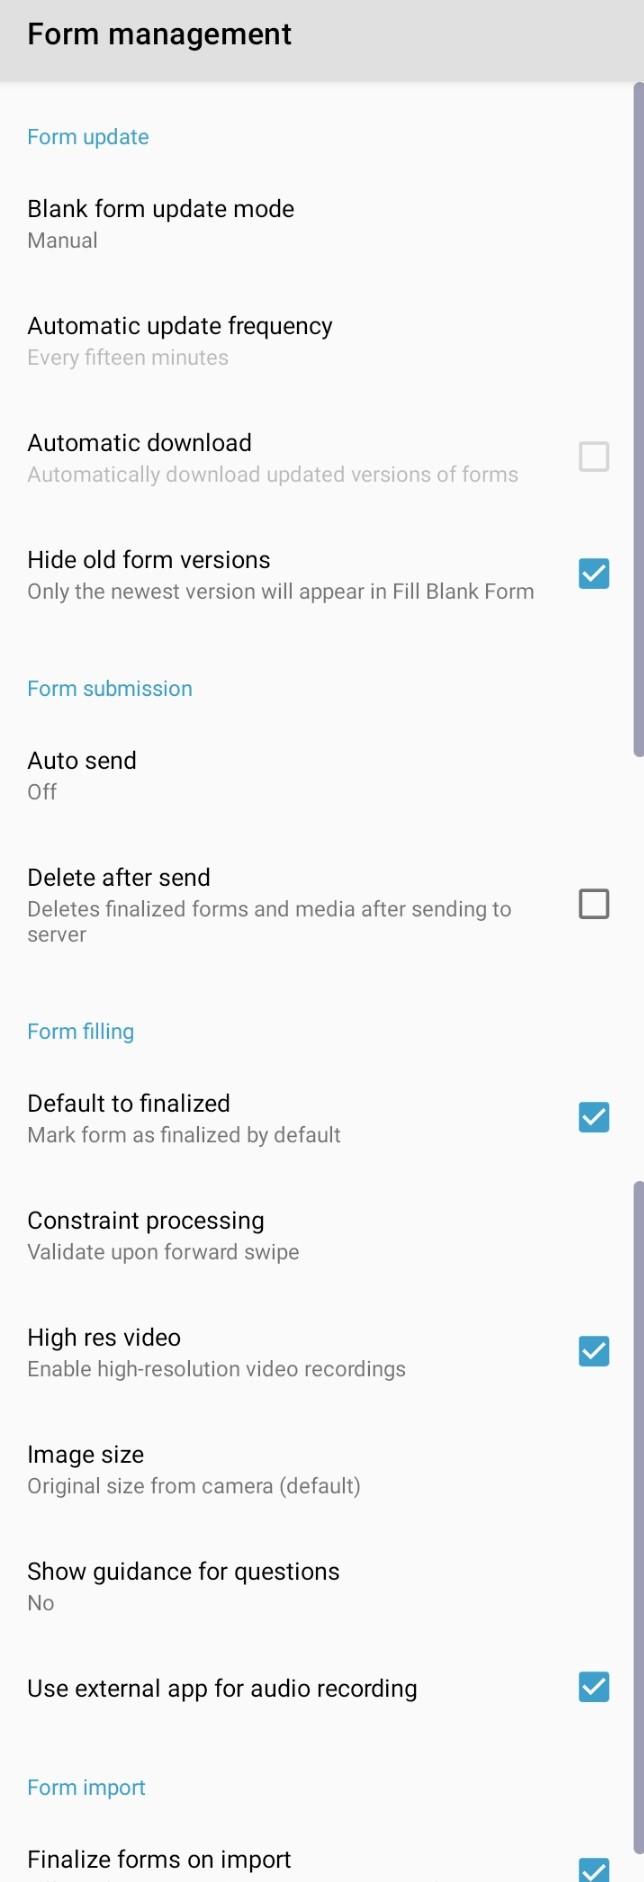 Form management
Form update
Blank form update mode
Manual
Automatic update frequency
Every fifteen minutes
Automatic download
Automatically download updated versions of forms
Hide old form versions
Only the newest version will appear in Fill Blank Form
Form submission
Auto send
Off
Delete after send
Deletes finalized forms and media after sending to
server
Form filling
Default to finalized
Mark form as finalized by default
Constraint processing
Validate upon forward swipe
High res video
Enable high-resolution video recordings
Image size
Original size from camera (default)
Show guidance for questions
No
Use external app for audio recording
Form import
Finalize forms on import